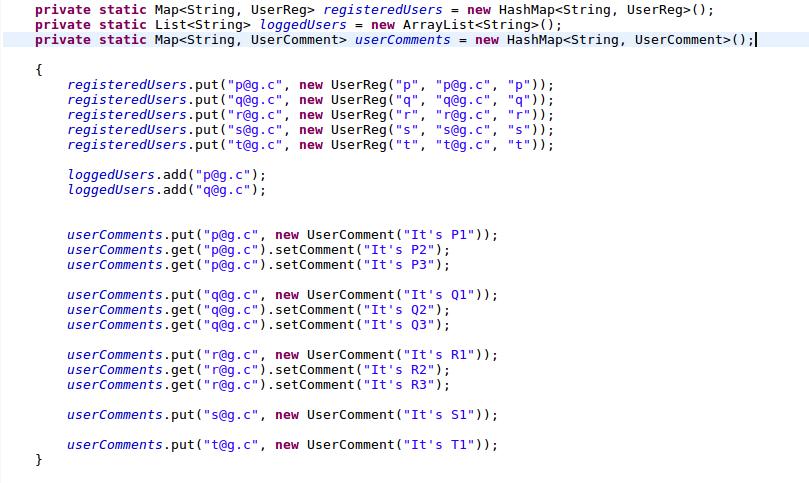 private static Map<String, UserReg> registeredUsers = new HashMap<String, UserReg>();
private static List<String> loggedUsers = new ArrayList<String>();
private static Map<String, UserComment> userComments = new HashMap<String, UserComment>();
{
registeredUsers.put("p@g.c", new UserReg("p", "p@g.c", "p"));
registeredUsers.put("q@g.c", new UserReg("q", "q@g.c", "q"));
registeredUsers.put("r@g.c", new UserReg("r", "r@g.c", "r"));
registeredUsers.put("s@g.c", new UserReg("s", "s@g.c", "s"));
registeredUsers.put("t@g.c", new UserReg("t", "t@g.c", "t"));
loggedUsers.add("p@g.c");
loggedUsers.add("q@g.c");
userComments.put("p@g.c", new UserComment("It's P1"));
userComments.get("p@g.c").setComment("It's P2");
userComments.get("p@g.c").setComment("It's P3");
userComments.put("q@g.c", new UserComment("It's Q1"));
userComments.get("q@g.c").setComment("It's Q2");
userComments.get("q@g.c").setComment("It's Q3");
userComments.put("r@g.c", new UserComment("It's R1"));
userComments.get("r@g.c").setComment("It's R2");
userComments.get("r@g.c").setComment("It's R3");
userComments.put("s@g.c", new UserComment("It's S1"));
userComments.put("t@g.c", new UserComment("It's T1"));
}